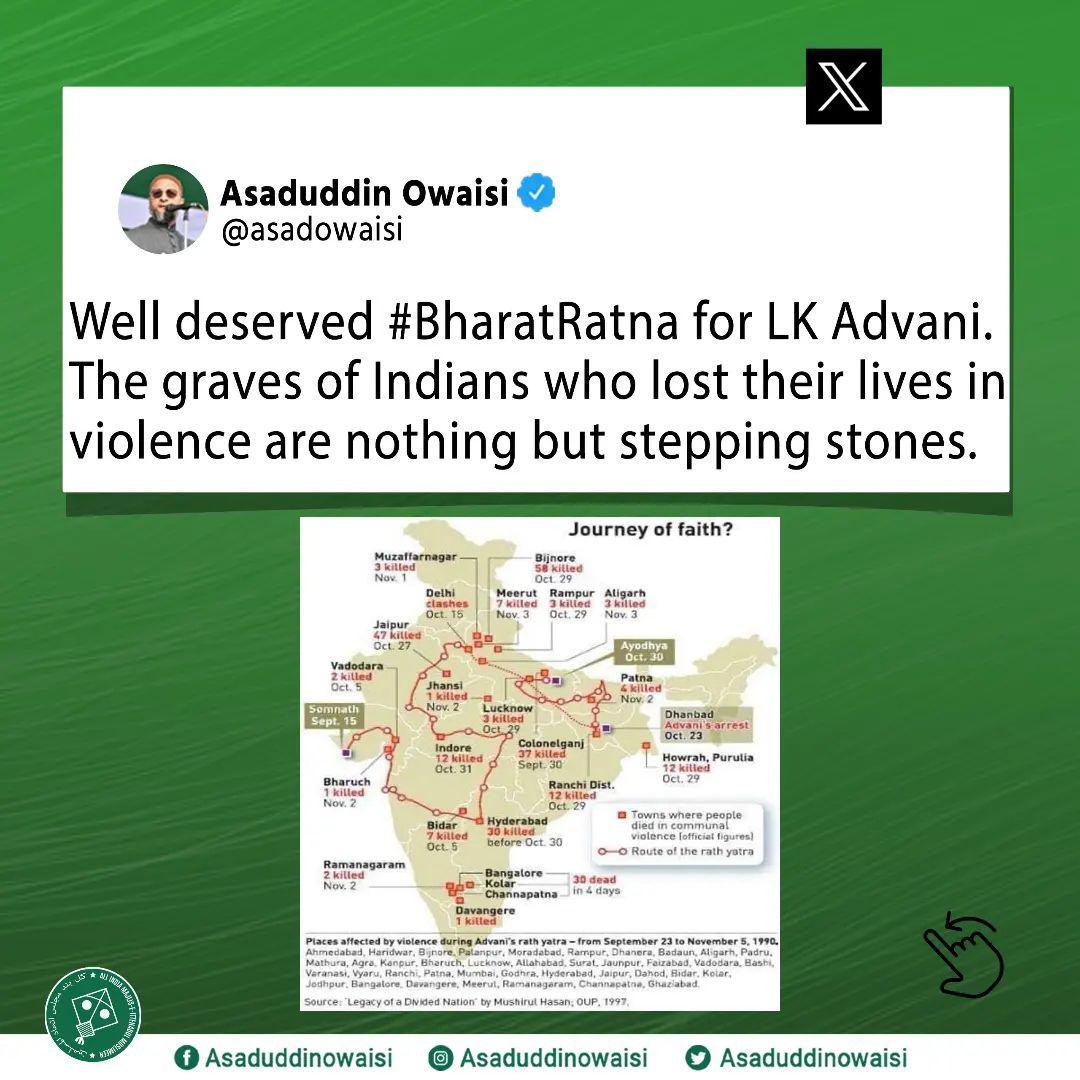 X
Asaduddin Owaisi
@asadowaisi
Well deserved #BharatRatna for LK Advani.
The graves of Indians who lost their lives in
violence are nothing but stepping stones.
Journey of faith?
Muzaffarnagar
3 killed
Nov. 1
Bijnore
58 killed
Oct. 29
Delhi
clashes
Oct. 15
Meerut
7 killed
Nov. 3
Rampur
3 killed
Oct. 29
Aligarh
3 killed
Nov. 3
Jaipur
47 killed
Oct. 27
Ayodhya
Oct. 30
Vadodara
2 killed
Oct. 5
Jhansi
1 killed
Nov. 2
Patna
4 killed
Nov. 2
Somnath
Sept. 15
Lucknow
3 killed
Oct. 29
Dhanbad
Advani's arrest
Oct. 23
Indore
12 killed
Oct. 31
Colonelganj
37 killed
Sept. 30
Howrah, Purulia
12 killed
Oct. 29
Bharuch
1 killed
Nov. 2
Ranchi Dist.
12 killed
Oct. 29
Bidar
7 killed
Oct. 5
Hyderabad
30 killed
before Oct. 30
Towns where people
died in communal
violence (official figures)
Route of the rath yatra
Ramanagaram
2 killed
Nov. 2
Bangalore
Kolar
Channapatna
30 dead
in 4 days
Davangere
1 killed
Places affected by violence during Advani's rath yatra – from September 23 to November 5, 1990.
Ahmedabad, Haridwar, Bijnore, Palanpur, Moradabad, Rampur, Dhanera, Badaun, Aligarh, Padru,
Mathura, Agra, Kanpur, Bharuch, Lucknow, Allahabad, Surat, Jaunpur, Faizabad, Vadodara, Bashi,
Varanasi, Vyaru, Ranchi, Patna, Mumbai, Godhra, Hyderabad, Jaipur, Dahod, Bidar, Kolar,
Jodhpur, Bangalore, Davangere, Meerul, Ramanagaram, Channapatna, Ghaziabad.
Source: 'Legacy of a Divided Nation' by Mushirul Hasan; OUP, 1997.
ALL INDIA MAJLIS-E-ITTEHADUL MUSLIMEEN
کل ہند مجلس اتحاد المسلمین
Asaduddinowaisi
Asaduddinowaisi
Asaduddinowaisi